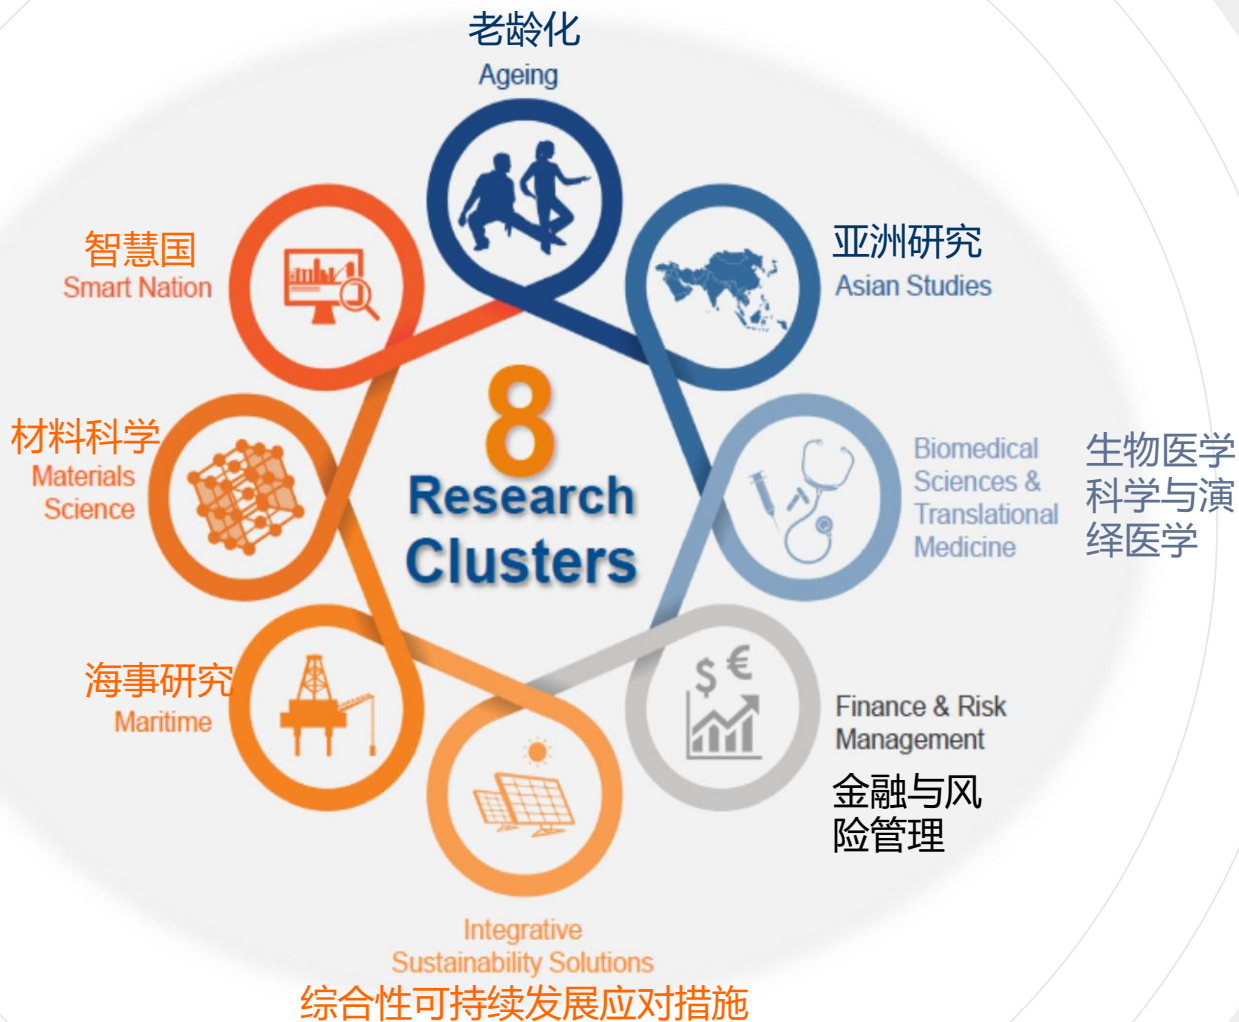 老龄化
Ageing
亚洲研究
Asian Studies
生物医学
科学与演
绎医学
Biomedical
Sciences &
Translational
Medicine
Finance & Risk
Management
金融与风
险管理
Integrative
Sustainability Solutions
综合性可持续发展应对措施
海事研究
Maritime
材料科学
Materials
Science
智慧国
Smart Nation
8
Research
Clusters
$ €